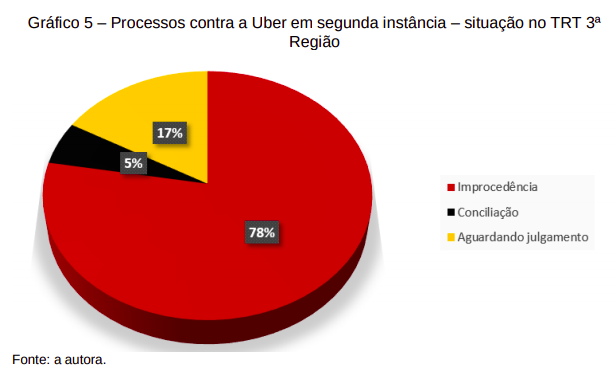 Gráfico 5 – Processos contra a Uber em segunda instância – situação no TRT 3ª
Região
17%
5%
78%
Improcedência
Conciliação
Aguardando julgamento
Fonte: a autora.